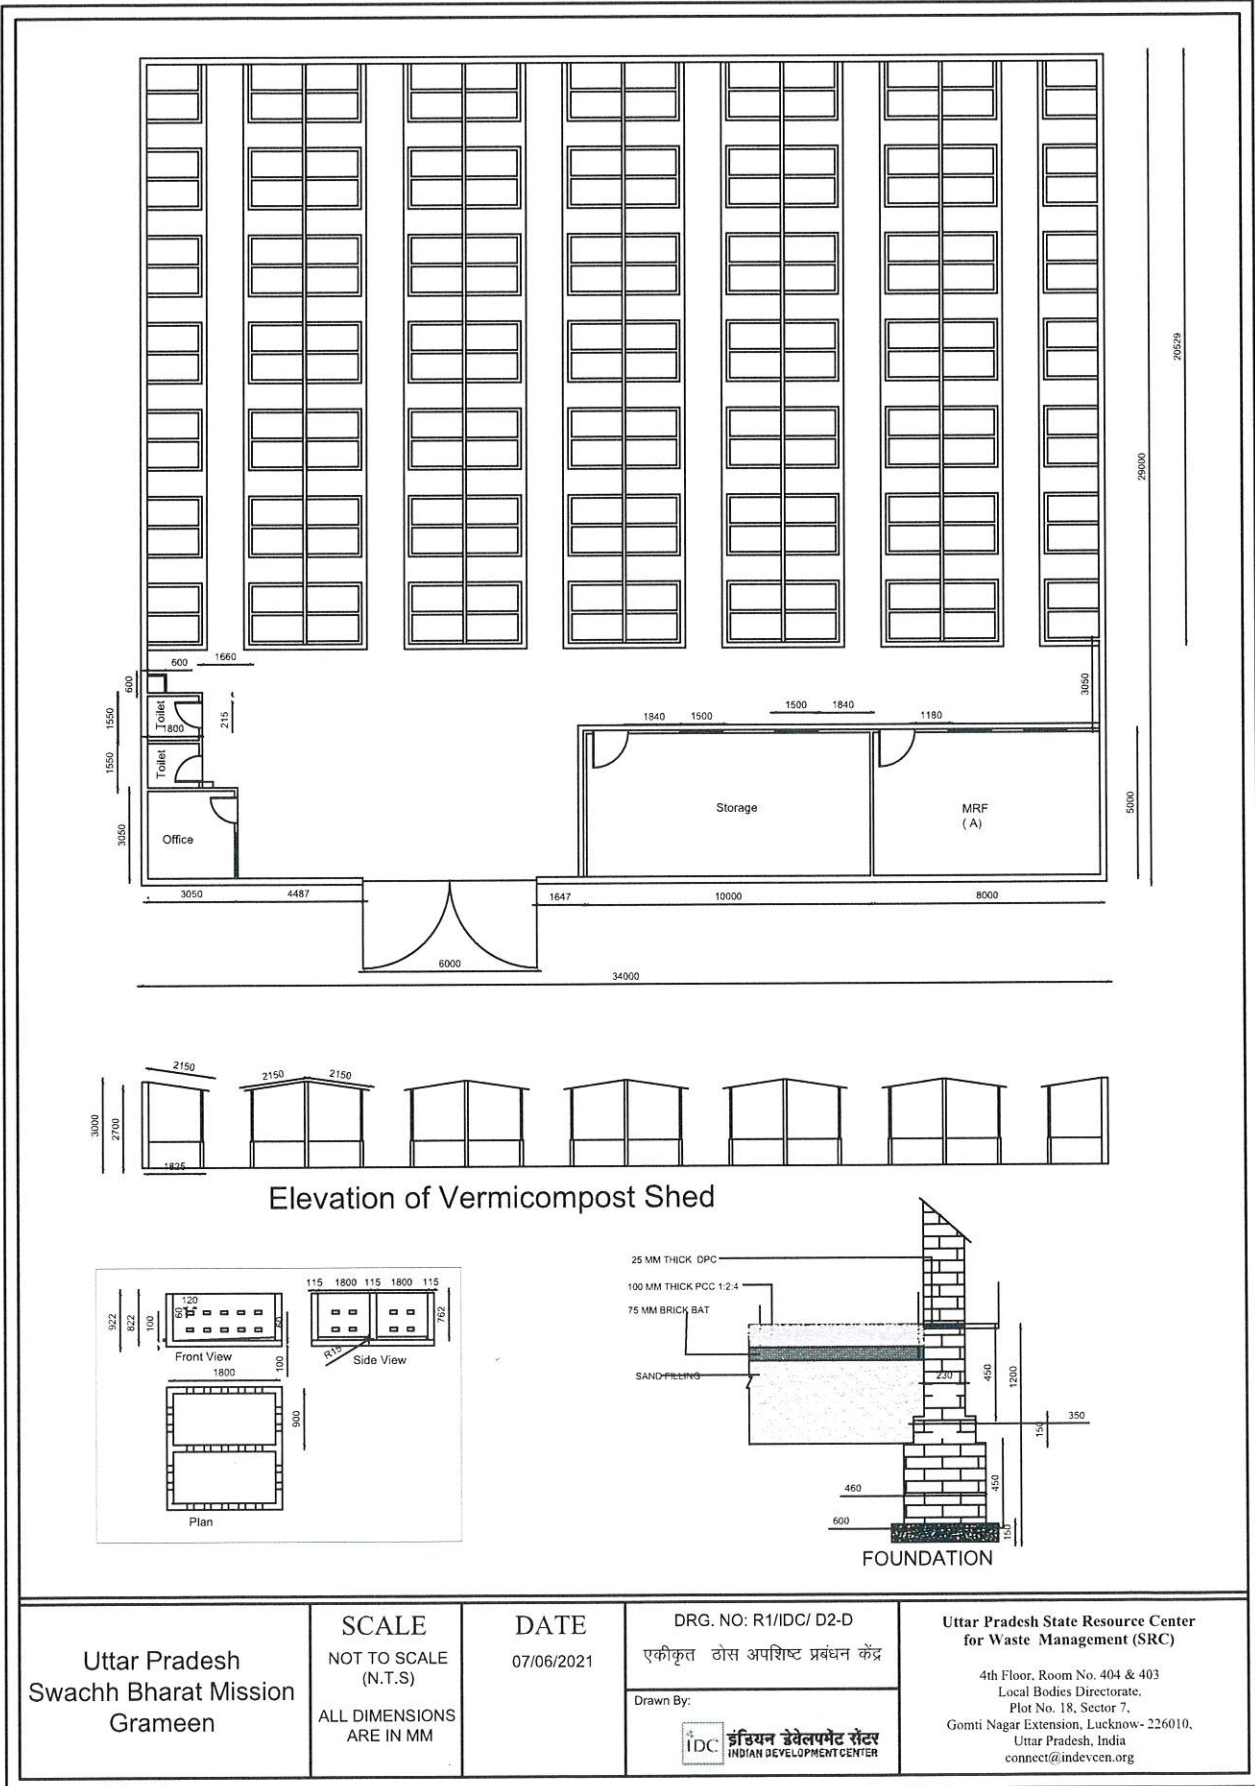 20529
29000
600
1660
600
3050
1550
Toilet
1800
215
1840
1500
1500
1840
1180
1550
Toilet
Storage
MRF
( A)
5000
3050
Office
3050
4487
1647
10000
8000
6000
34000
2150
2150
2150
3000
2700
1825
Elevation of Vermicompost Shed
25 MM THICK DPC
100 MM THICK PCC 1:2:4
75 MM BRICK BAT
SAND FILLING
115 1800 115 1800 115
922
822
100
60
120
60
762
Front View
R15
Side View
100
1800
900
Plan
230
450
1200
350
150
460
450
600
150
FOUNDATION
Uttar Pradesh
Swachh Bharat Mission
Grameen
SCALE
NOT TO SCALE
(N.T.S)
ALL DIMENSIONS
ARE IN MM
DATE
07/06/2021
DRG. NO: R1/IDC/ D2-D
एकीकृत ठोस अपशिष्ट प्रबंधन केंद्र
Drawn By:
IDC
इंडियन डेवेलपमेंट सेंटर
INDIAN DEVELOPMENT CENTER
Uttar Pradesh State Resource Center
for Waste Management (SRC)
4th Floor, Room No. 404 & 403
Local Bodies Directorate,
Plot No. 18, Sector 7,
Gomti Nagar Extension, Lucknow- 226010,
Uttar Pradesh, India
connect@indevcen.org